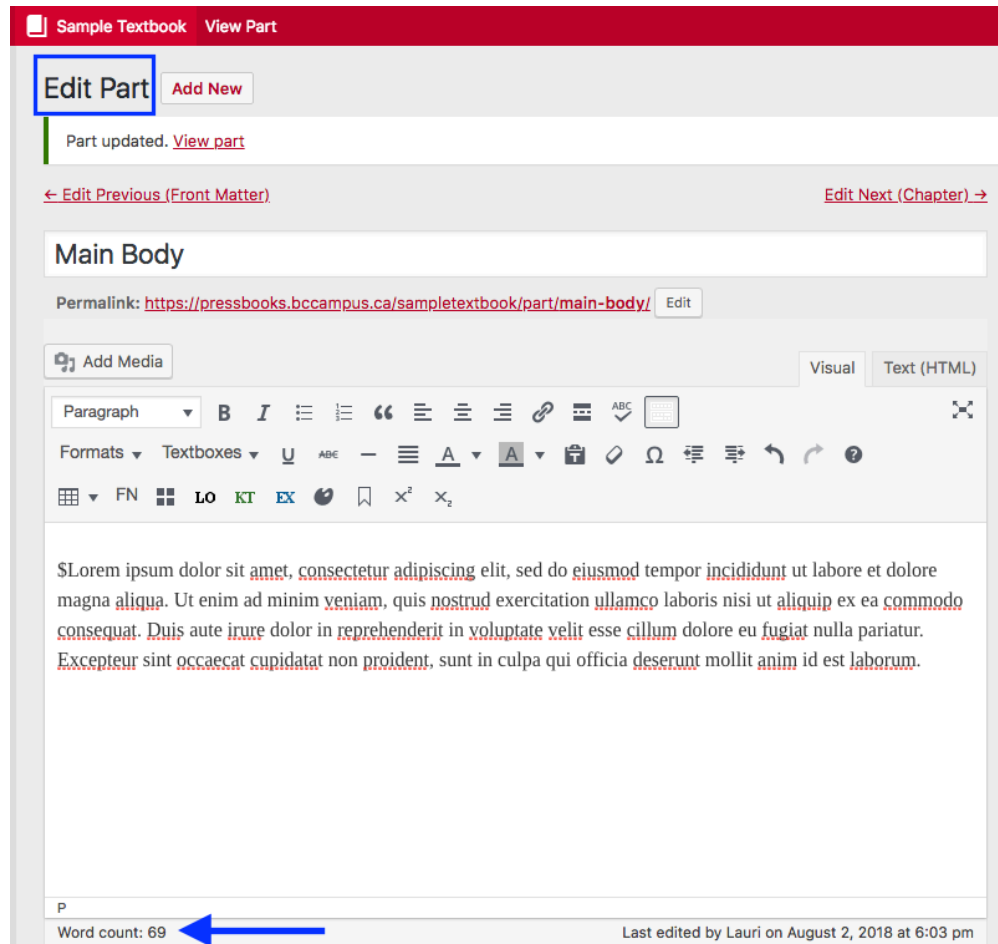 Sample Textbook View Part
Edit Part Add New
Part updated. View part
← Edit Previous (Front Matter) Edit Next (Chapter) →
Main Body
Permalink: https://pressbooks.bccampus.ca/sampletextbook/part/main-body/ Edit
Add Media
Visual Text (HTML)
Paragraph B I ABC
Formats Textboxes U ABC A A Ω
FN LO KT EX x² x₂
$Lorem ipsum dolor sit amet, consectetur adipiscing elit, sed do eiusmod tempor incididunt ut labore et dolore
magna aliqua. Ut enim ad minim veniam, quis nostrud exercitation ullamco laboris nisi ut aliquip ex ea commodo
consequat. Duis aute irure dolor in reprehenderit in voluptate velit esse cillum dolore eu fugiat nulla pariatur.
Excepteur sint occaecat cupidatat non proident, sunt in culpa qui officia deserunt mollit anim id est laborum.
P
Word count: 69 Last edited by Lauri on August 2, 2018 at 6:03 pm